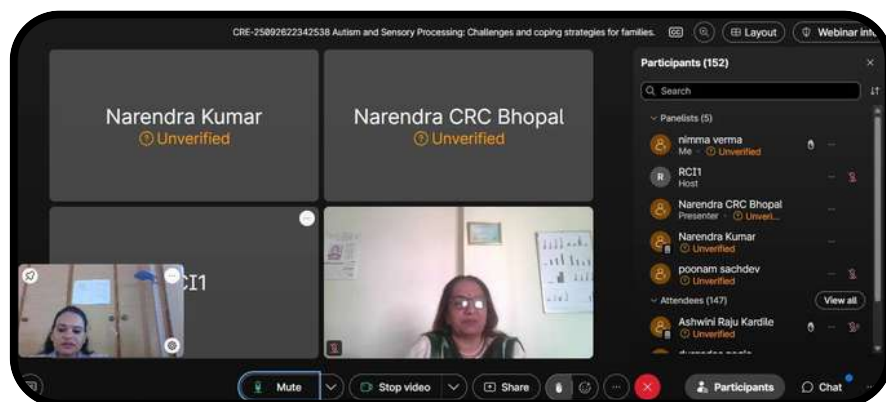 CRE-25092622342538 Autism and Sensory Processing: Challenges and coping strategies for families.
CC
Layout
Webinar info
Narendra Kumar
Unverified
Narendra CRC Bhopal
Unverified
CI1
Participants (152)
Search
Panelists (5)
nimma verma
Me · Unverified
R
RCI1
Host
Narendra CRC Bhopal
Presenter · Unveri...
Narendra Kumar
Unverified
poonam sachdev
Unverified
Attendees (147)
View all
Ashwini Raju Kardile
Unverified
Mute
Stop video
Share
Participants
Chat